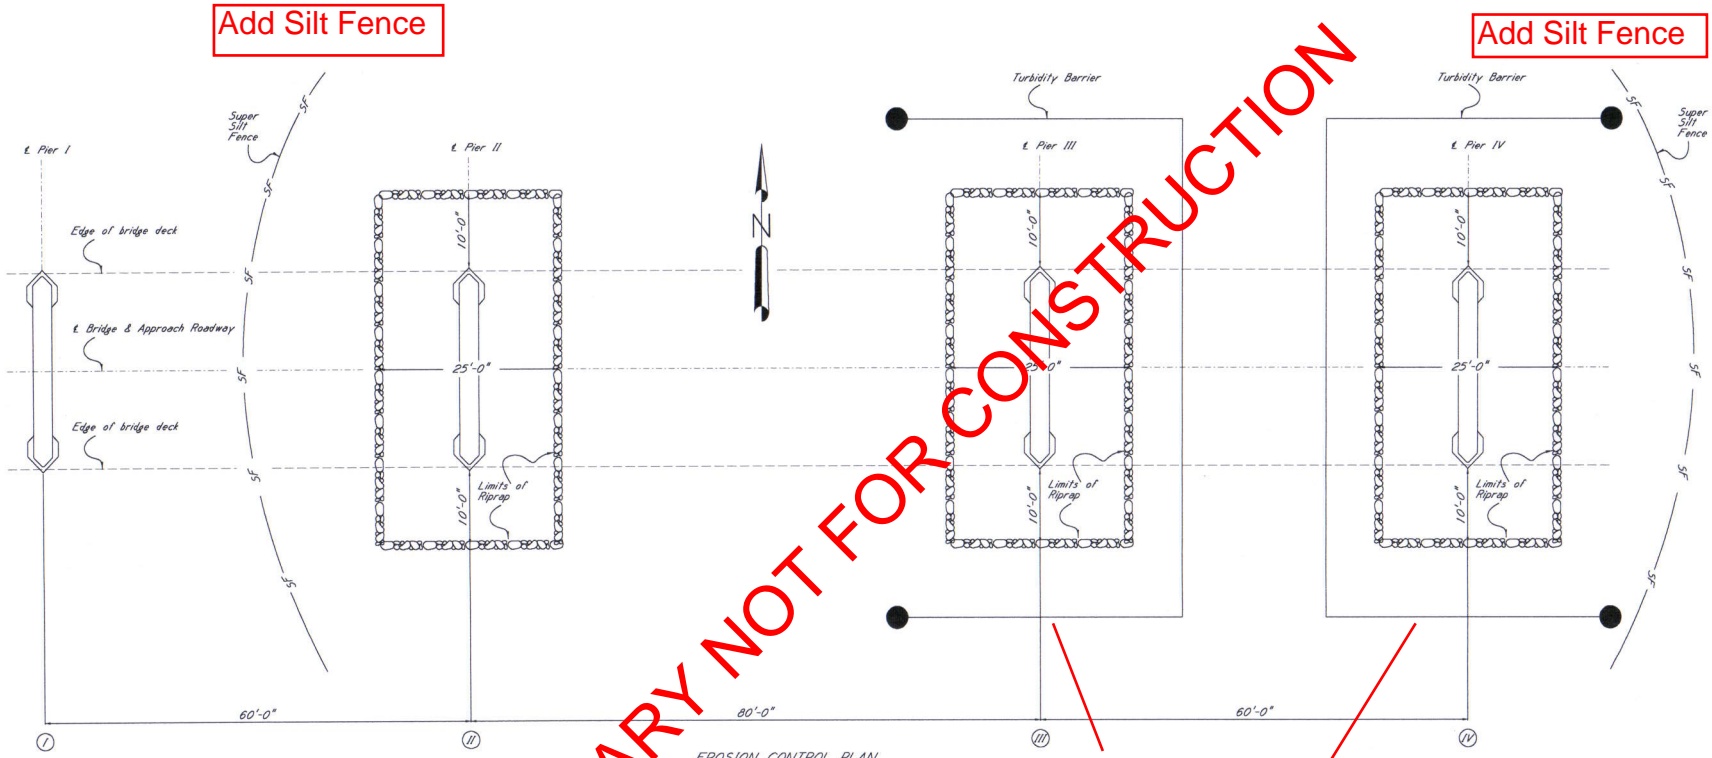 Add Silt Fence
Add Silt Fence
Turbidity Barrier
Turbidity Barrier
Super
Silt
Fence
Super
Silt
Fence
SF
SF
SF
SF
SF
SF
SF
SF
SF
SF
SF
SF
℄ Pier I
℄ Pier II
℄ Pier III
℄ Pier IV
Edge of bridge deck
10'-0"
10'-0"
10'-0"
N
℄ Bridge & Approach Roadway
25'-0"
25'-0"
25'-0"
Edge of bridge deck
Limits of
Riprap
Limits of
Riprap
Limits of
Riprap
10'-0"
10'-0"
10'-0"
ARY NOT FOR CONSTRUCTION
60'-0"
80'-0"
60'-0"
I
II
III
IV
EROSION CONTROL PLAN